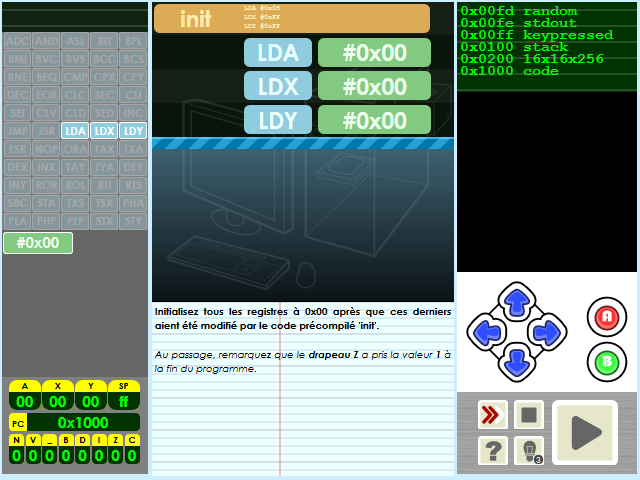 ADC AND ASL BIT BPL
BMI BVC BVS BCC BCS
BNE BEQ CMP CPX CPY
DEC EOR CLC SEC CLI
SEI CLV CLD SED INC
JMP JSR LDA LDX LDY
LSR NOP ORA TAX TXA
DEX INX TAY TYA DEY
INY ROR ROL RTI RTS
SBC STA TXS TSX PHA
PLA PHP PLP STX STY
#0x00
A X Y SP
00 00 00 ff
PC 0x1000
N V _ B D I Z C
0 0 0 0 0 0 0 0
init
LDX #0xFF
LDY #0xFF
LDA #0x00
LDX #0x00
LDY #0x00
Initialisez tous les registres à 0x00 après que ces derniers
aient été modifié par le code précompilé 'init'.
Au passage, remarquez que le drapeau Z a pris la valeur 1 à
la fin du programme.
0x00fd random
0x00fe stdout
0x00ff keypressed
0x0100 stack
0x0200 16x16x256
0x1000 code
A
B
?
3